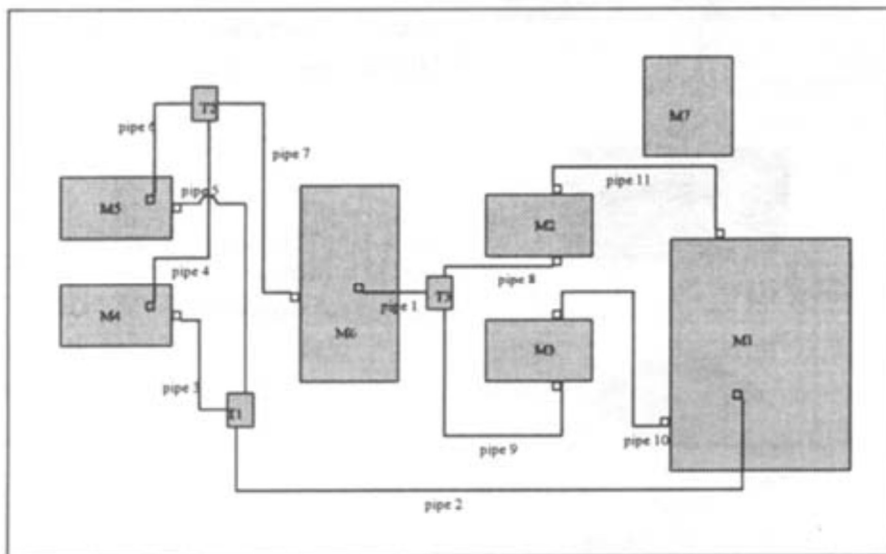 M7
T2
pipe 6
pipe 7
pipe 5
pipe 11
M5
M2
pipe 4
pipe 8
T3
pipe 1
M4
M6
M3
M1
pipe 3
T1
pipe 9
pipe 10
pipe 2